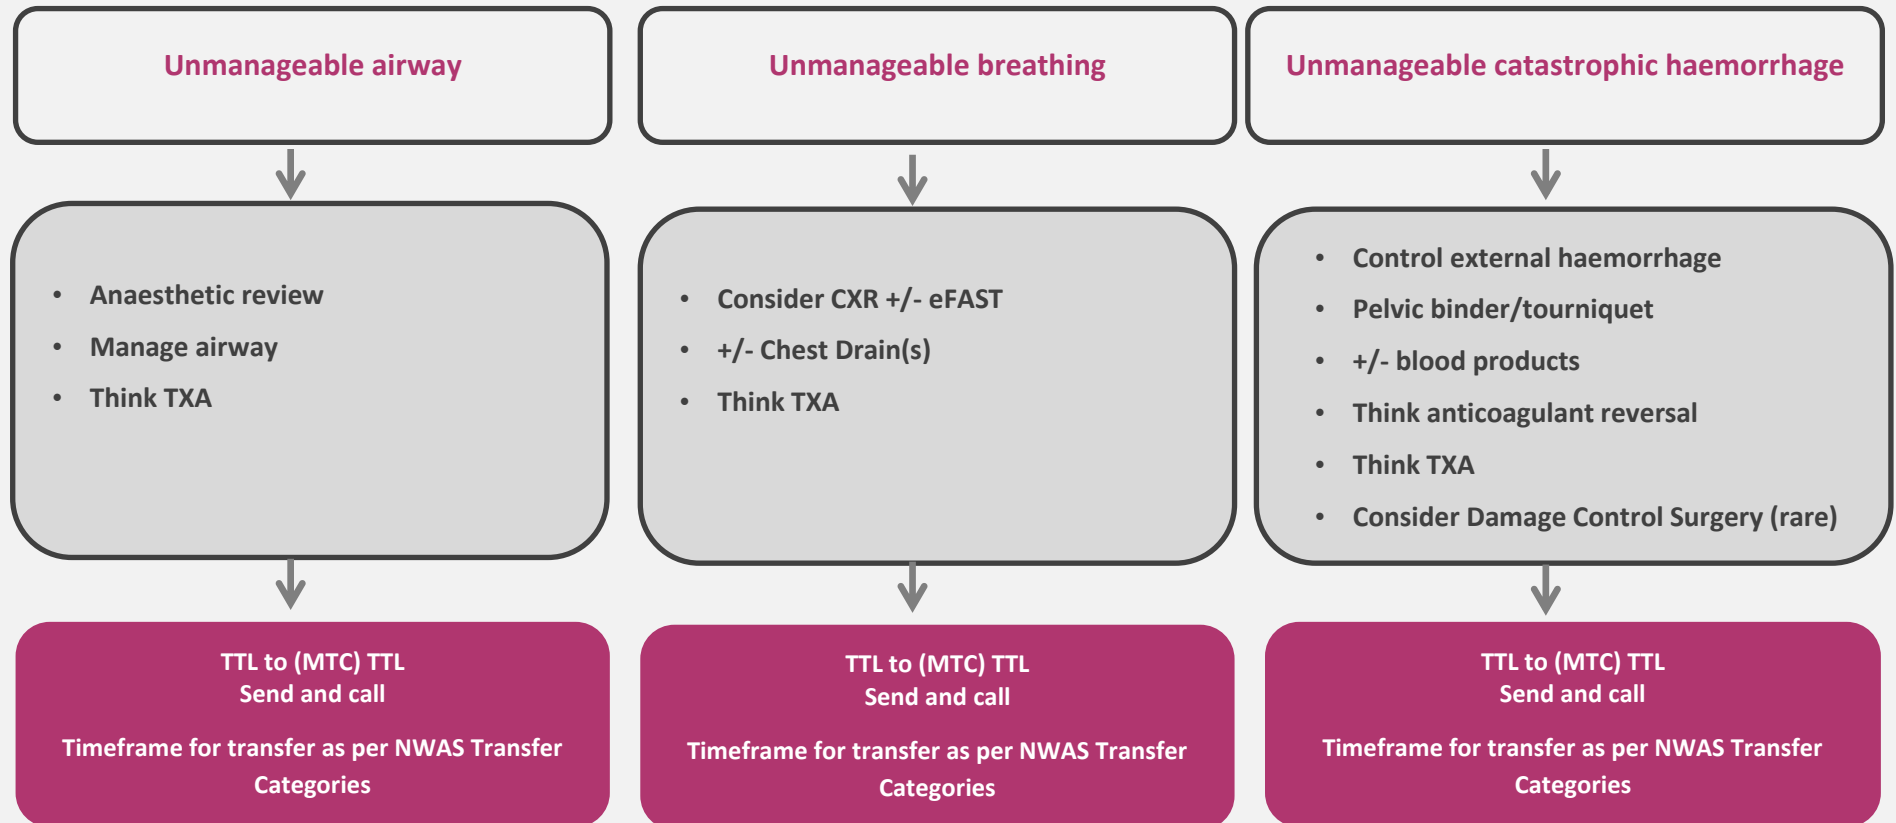 Unmanageable airway
Unmanageable breathing
Unmanageable catastrophic haemorrhage
• Anaesthetic review
• Manage airway
• Think TXA
• Consider CXR +/- eFAST
• +/- Chest Drain(s)
• Think TXA
• Control external haemorrhage
• Pelvic binder/tourniquet
• +/- blood products
• Think anticoagulant reversal
• Think TXA
• Consider Damage Control Surgery (rare)
TTL to (MTC) TTL
Send and call
Timeframe for transfer as per NWAS Transfer
Categories
TTL to (MTC) TTL
Send and call
Timeframe for transfer as per NWAS Transfer
Categories
TTL to (MTC) TTL
Send and call
Timeframe for transfer as per NWAS Transfer
Categories